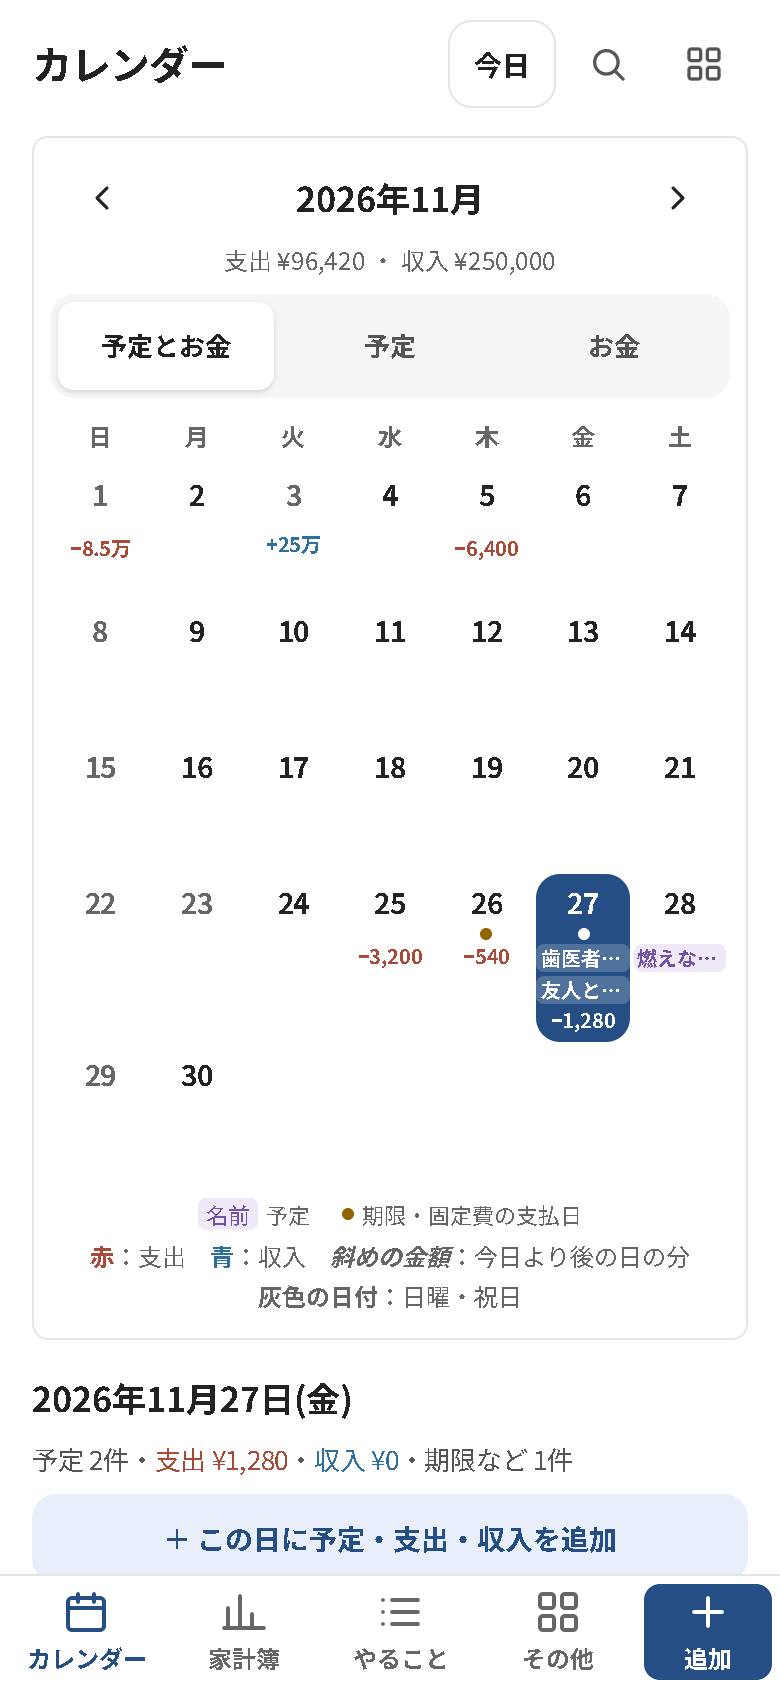 カレンダー 今日
2026年11月
支出 ¥96,420 ・ 収入 ¥250,000
予定とお金 予定 お金
日 月 火 水 木 金 土
1 2 3 4 5 6 7
−8.5万 +25万 −6,400
8 9 10 11 12 13 14
15 16 17 18 19 20 21
22 23 24 25 26 27 28
−3,200 −540 歯医者… 燃えな…
友人と…
−1,280
29 30
名前 予定 ●期限・固定費の支払日
赤：支出 青：収入 斜めの金額：今日より後の日の分
灰色の日付：日曜・祝日
2026年11月27日(金)
予定 2件・支出 ¥1,280・収入 ¥0・期限など 1件
＋ この日に予定・支出・収入を追加
カレンダー 家計簿 やること その他 追加